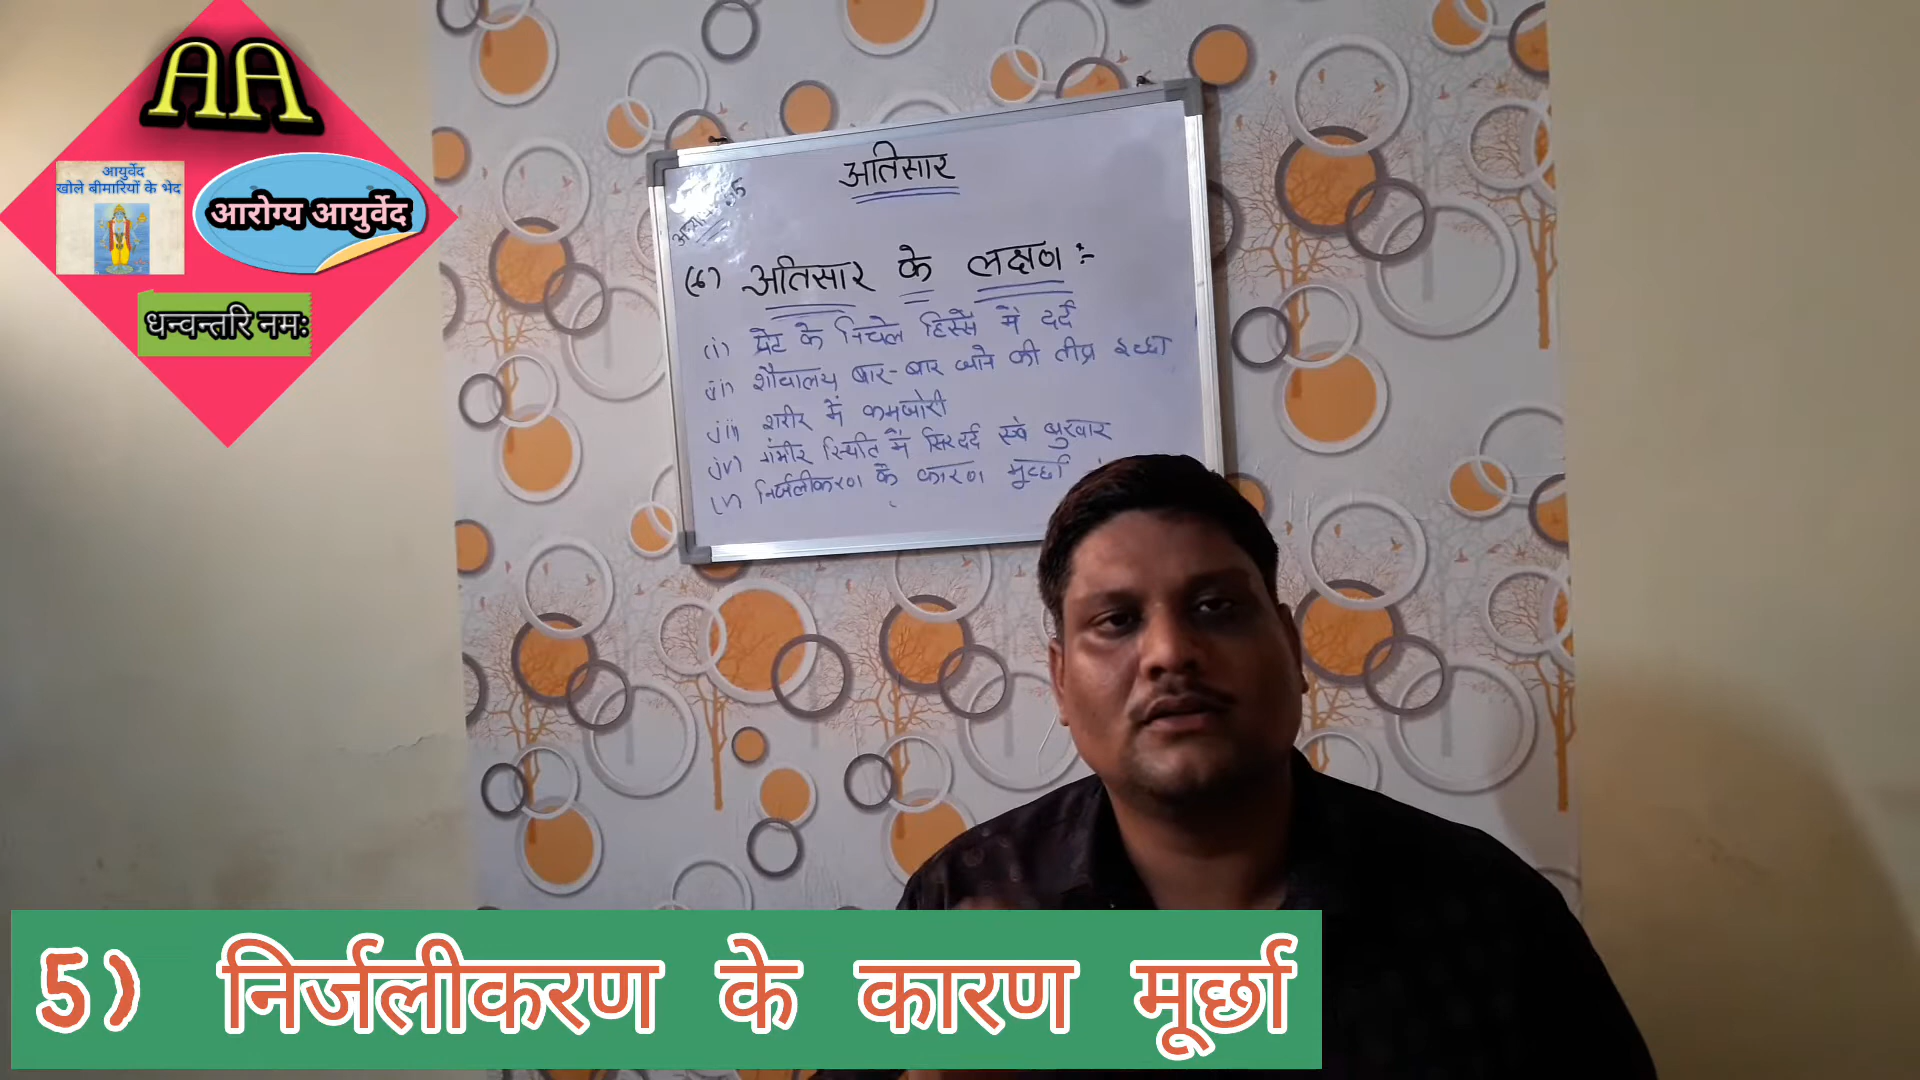 AA
आयुर्वेद
खोले बीमारियों के भेद
आरोग्य आयुर्वेद
धन्वन्तरि नमः
अतिसार
(6) अतिसार के लक्षण :-
(i) पेट के निचले हिस्से में दर्द
(ii) शौचालय बार-बार जाने की तीव्र इच्छा
(iii) शरीर में कमजोरी
(iv) गंभीर स्थिति में सिरदर्द एवं बुखार
(v) निर्जलीकरण के कारण मूर्च्छा
5) निर्जलीकरण के कारण मूर्छा